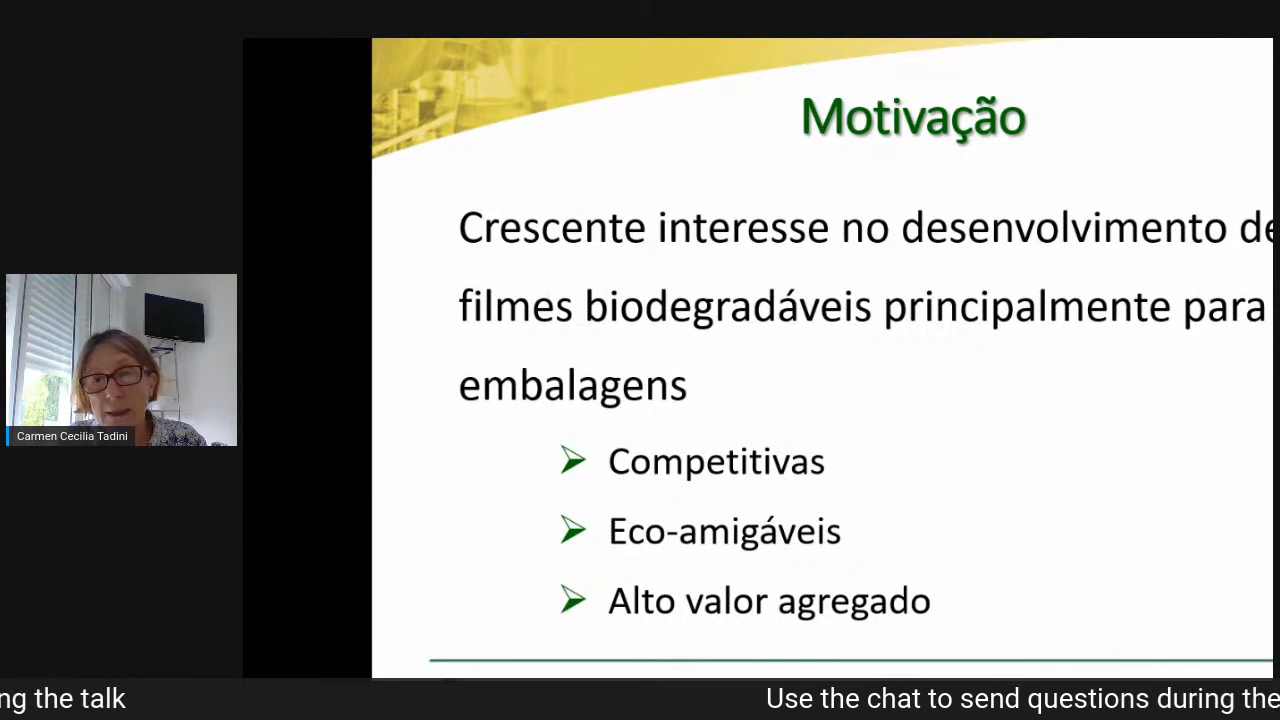 Motivação
Crescente interesse no desenvolvimento de
filmes biodegradáveis principalmente para
embalagens
Competitivas
Eco-amigáveis
Alto valor agregado
Carmen Cecilia Tadini
ng the talk
Use the chat to send questions during the